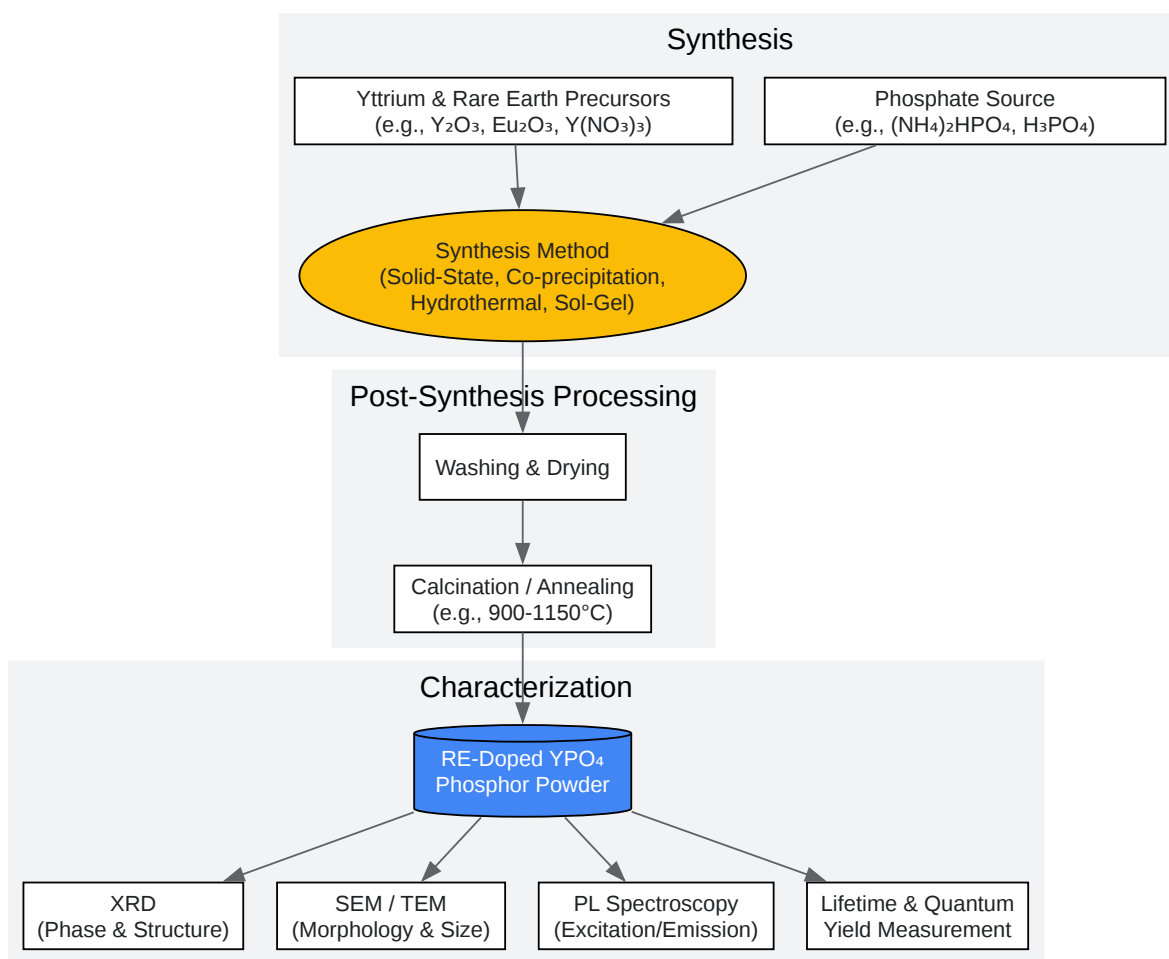 Synthesis
Yttrium & Rare Earth Precursors
(e.g., Y₂O₃, Eu₂O₃, Y(NO₃)₃)
Phosphate Source
(e.g., (NH₄)₂HPO₄, H₃PO₄)
Synthesis Method
(Solid-State, Co-precipitation,
Hydrothermal, Sol-Gel)
Post-Synthesis Processing
Washing & Drying
Calcination / Annealing
(e.g., 900-1150°C)
Characterization
RE-Doped YPO₄
Phosphor Powder
XRD
(Phase & Structure)
SEM / TEM
(Morphology & Size)
PL Spectroscopy
(Excitation/Emission)
Lifetime & Quantum
Yield Measurement